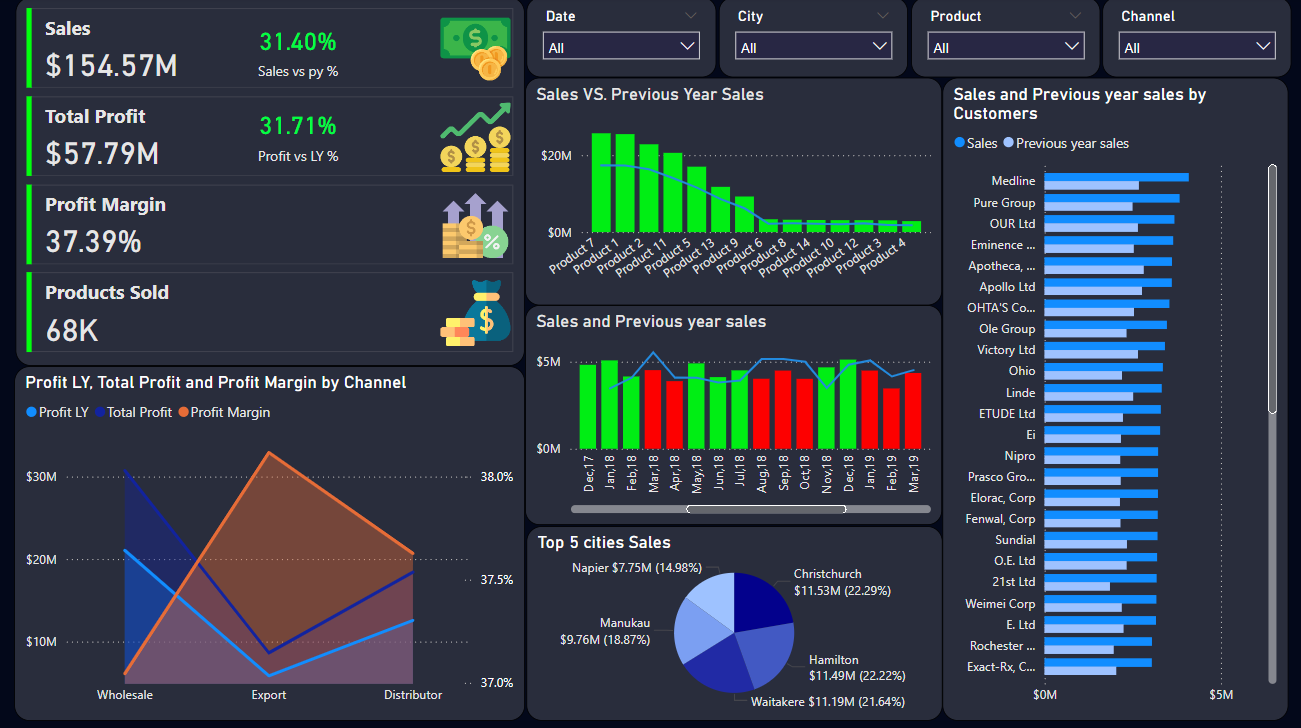 Sales
$154.57M
31.40%
Sales vs py %
Total Profit
$57.79M
31.71%
Profit vs LY %
Profit Margin
37.39%
Products Sold
68K
Date
All
City
All
Product
All
Channel
All
Profit LY, Total Profit and Profit Margin by Channel
Profit LY Total Profit Profit Margin
$30M
$20M
$10M
38.0%
37.5%
37.0%
Wholesale
Export
Distributor
Sales VS. Previous Year Sales
$20M
$0M
Product 7
Product 1
Product 2
Product 11
Product 5
Product 13
Product 9
Product 6
Product 8
Product 14
Product 10
Product 12
Product 3
Product 4
Sales and Previous year sales
$5M
$0M
Dec,17
Jan,18
Feb,18
Mar,18
Apr,18
May,18
Jun,18
Jul,18
Aug,18
Sep,18
Oct,18
Nov,18
Dec,18
Jan,19
Feb,19
Mar,19
Top 5 cities Sales
Napier $7.75M (14.98%)
Christchurch
$11.53M (22.29%)
Manukau
$9.76M (18.87%)
Hamilton
$11.49M (22.22%)
Waitakere $11.19M (21.64%)
Sales and Previous year sales by
Customers
Sales Previous year sales
Medline
Pure Group
OUR Ltd
Eminence ...
Apotheca, ...
Apollo Ltd
OHTA'S Co...
Ole Group
Victory Ltd
Ohio
Linde
ETUDE Ltd
Ei
Nipro
Prasco Gro...
Elorac, Corp
Fenwal, Corp
Sundial
O.E. Ltd
21st Ltd
Weimei Corp
E. Ltd
Rochester ...
Exact-Rx, C...
$0M
$5M